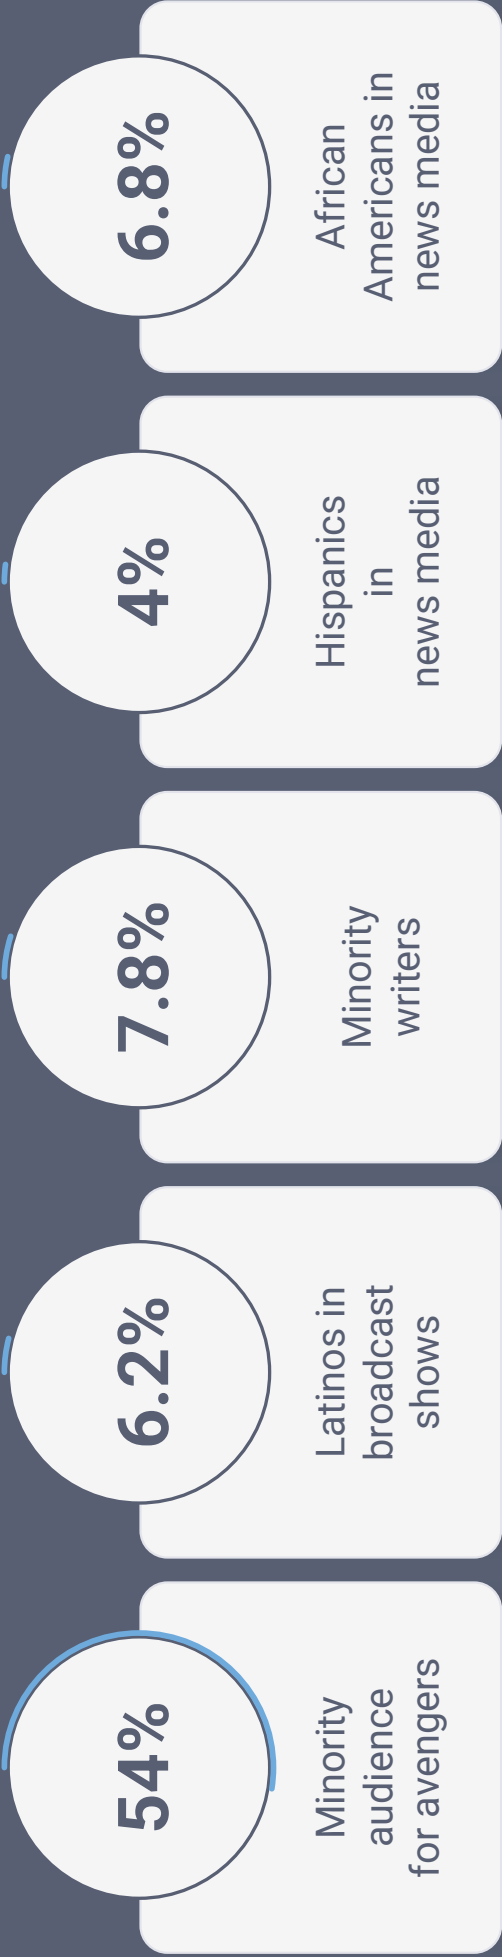 54%
Minority
audience
for avengers
6.2%
Latinos in
broadcast
shows
7.8%
Minority
writers
4%
Hispanics
in
news media
6.8%
African
Americans in
news media